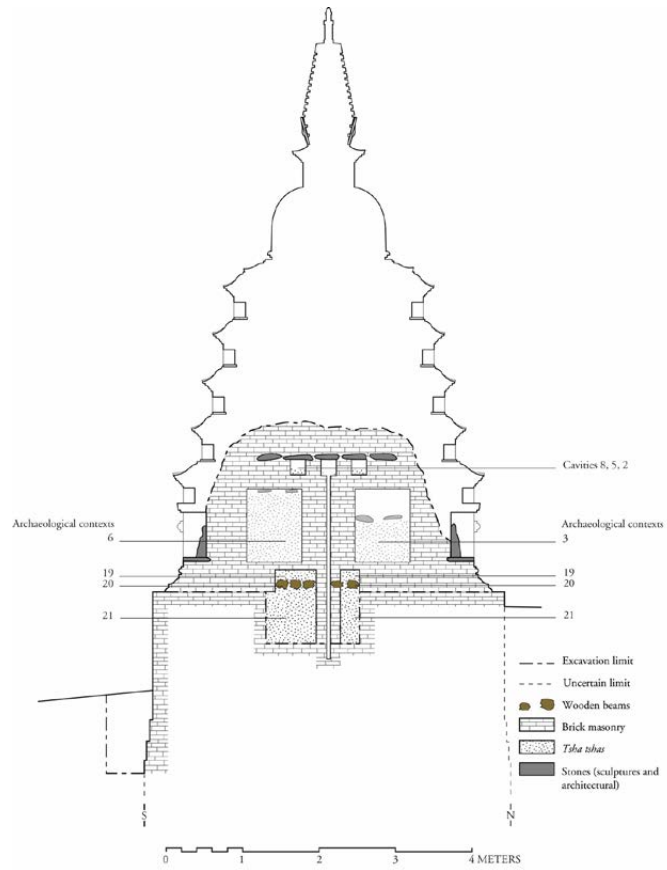 Cavities 8, 5, 2
Archaeological contexts
6
Archaeological contexts
3
19
19
20
20
21
21
Excavation limit
Uncertain limit
Wooden beams
Brick masonry
Tsha tshas
Stones (sculptures and
architectural)
S
N
0 1 2 3 4 METERS